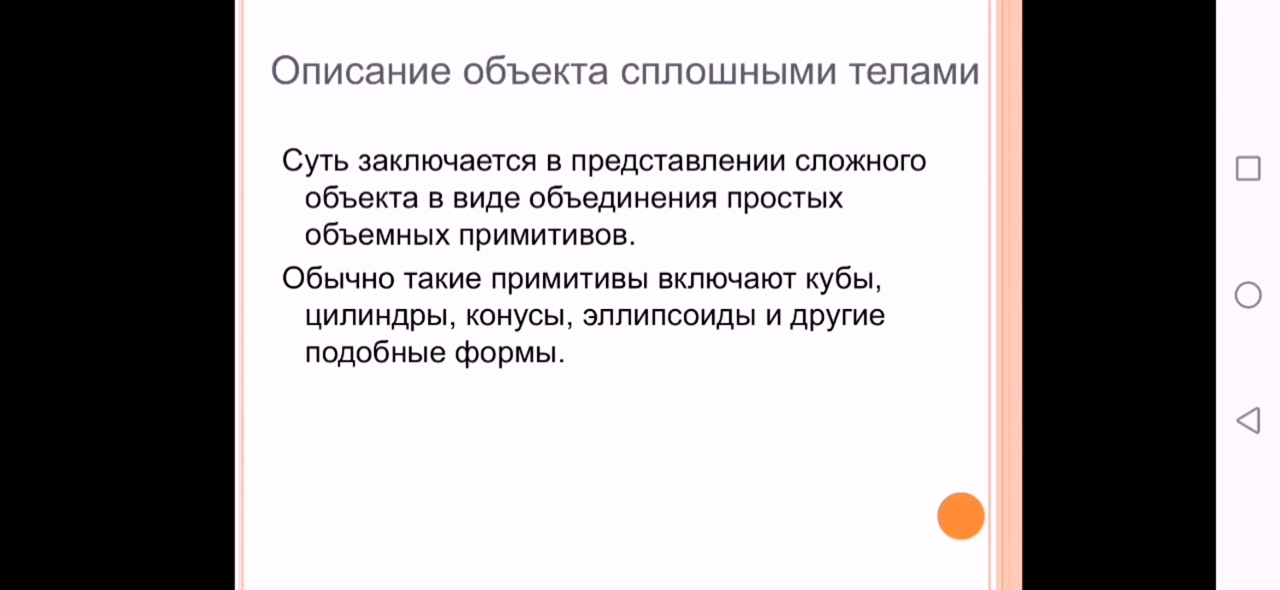 Описание объекта сплошными телами
Суть заключается в представлении сложного
объекта в виде объединения простых
объемных примитивов.
Обычно такие примитивы включают кубы,
цилиндры, конусы, эллипсоиды и другие
подобные формы.